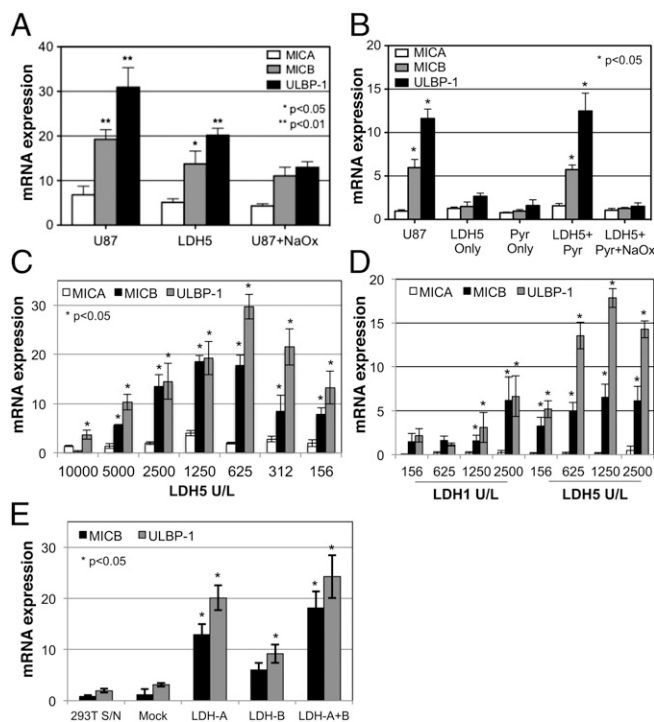 A
mRNA expression
40
30
20
10
0
MICA
MICB
ULBP-1
* p<0.05
** p<0.01
**
**
*
**
U87
LDH5
U87+NaOx
B
mRNA expression
20
15
10
5
0
MICA
MICB
ULBP-1
* p<0.05
*
*
*
*
U87
LDH5 Only
Pyr Only
LDH5+ Pyr
LDH5+ Pyr+NaOx
C
mRNA expression
30
20
10
0
MICA MICB ULBP-1
* p<0.05
* * * * * * * * * * * * *
10000 5000 2500 1250 625 312 156
LDH5 U/L
D
mRNA expression
20
15
10
5
0
MICA MICB ULBP-1
* p<0.05
* * * * * * * * * * * *
156 625 1250 2500 156 625 1250 2500
LDH1 U/L LDH5 U/L
E
mRNA expression
30
20
10
0
MICB ULBP-1
* p<0.05
* * * * *
293T S/N Mock LDH-A LDH-B LDH-A+B